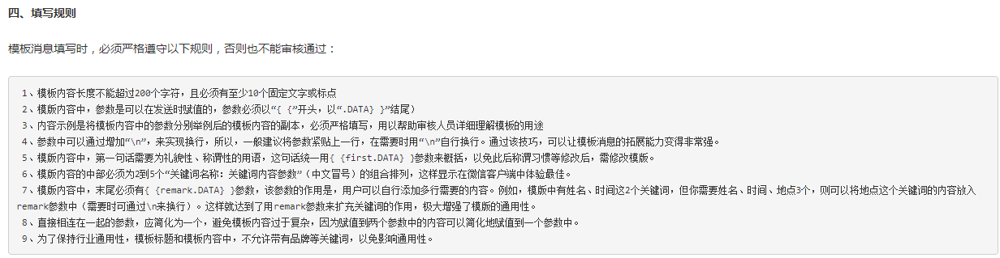 四、填写规则
模板消息填写时，必须严格遵守以下规则，否则也不能审核通过：
1、模板内容长度不能超过200个字符，且必须有至少10个固定文字或标点
2、模版内容中，参数是可以在发送时赋值的，参数必须以“{ {”开头，以“.DATA} }”结尾）
3、内容示例是将模板内容中的参数分别举例后的模板内容的副本，必须严格填写，用以帮助审核人员详细理解模板的用途
4、参数中可以通过增加“\n”，来实现换行，所以，一般建议将参数紧贴上一行，在需要时用“\n”自行换行。通过该技巧，可以让模板消息的拓展能力变得非常强。
5、模版内容中，第一句话需要为礼貌性、称谓性的用语，这句话统一用{ {first.DATA} }参数来概括，以免此后称谓习惯等修改后，需修改模版。
6、模版内容的中部必须为2到5个“关键词名称：关键词内容参数”（中文冒号）的组合排列，这样显示在微信客户端中体验最佳。
7、模版内容中，末尾必须有{ {remark.DATA} }参数，该参数的作用是，用户可以自行添加多行需要的内容。例如，模版中有姓名、时间这2个关键词，但你需要姓名、时间、地点3个，则可以将地点这个关键词的内容放入
remark参数中（需要时可通过\n来换行）。这样就达到了用remark参数来扩充关键词的作用，极大增强了模版的通用性。
8、直接相连在一起的参数，应简化为一个，避免模板内容过于复杂，因为赋值到两个参数中的内容可以简化地赋值到一个参数中。
9、为了保持行业通用性，模板标题和模板内容中，不允许带有品牌等关键词，以免影响通用性。